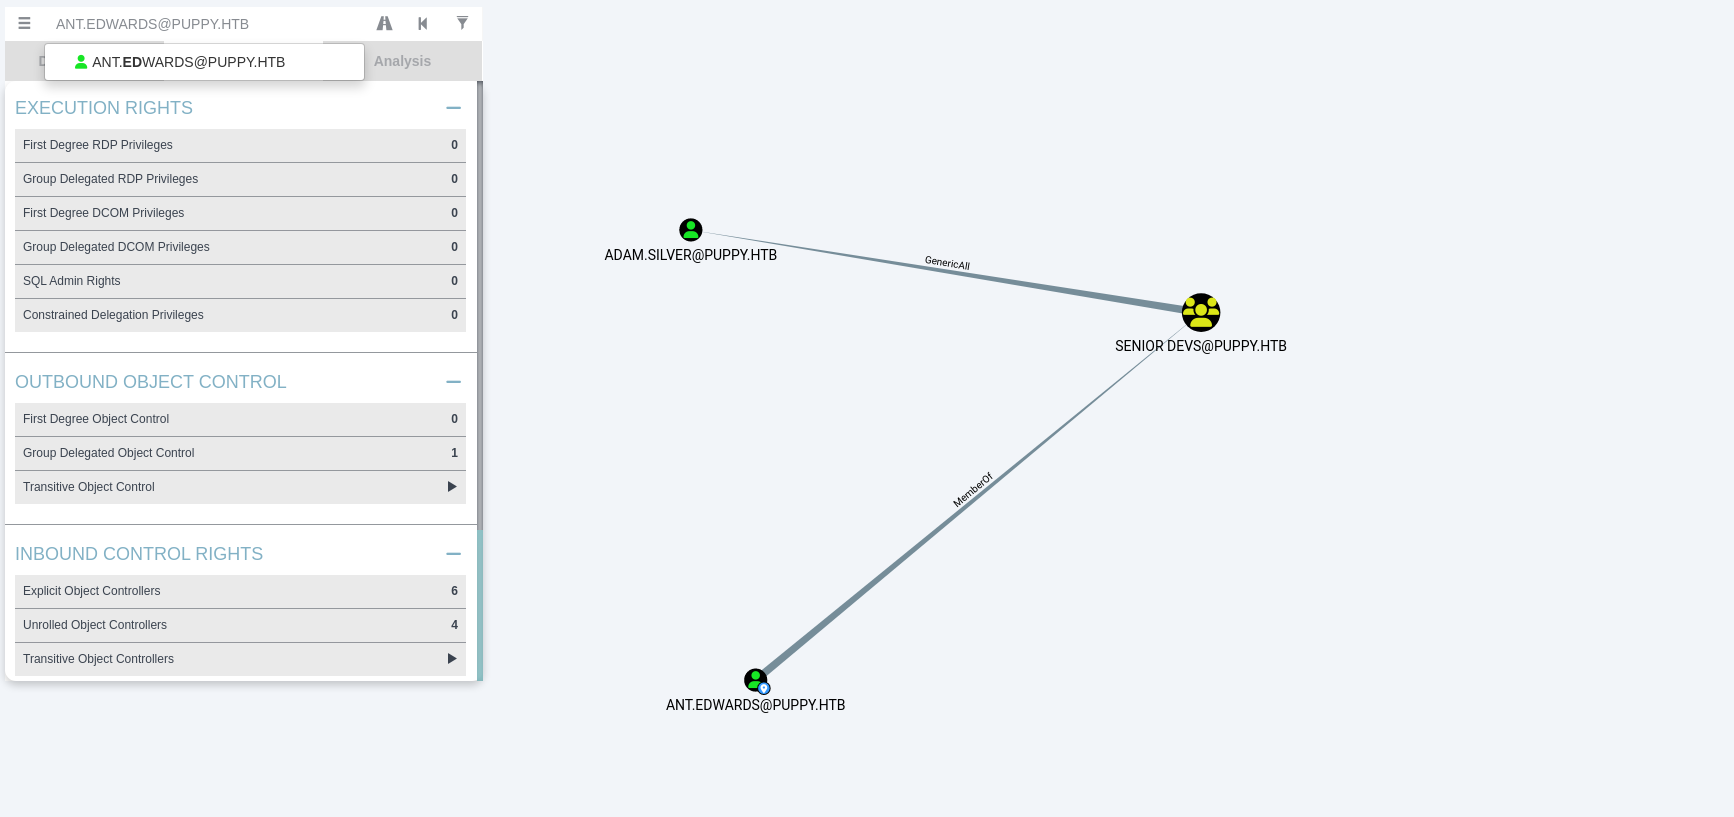 ANT.EDWARDS@PUPPY.HTB
ANT.EDWARDS@PUPPY.HTB
Analysis
EXECUTION RIGHTS
First Degree RDP Privileges 0
Group Delegated RDP Privileges 0
First Degree DCOM Privileges 0
Group Delegated DCOM Privileges 0
SQL Admin Rights 0
Constrained Delegation Privileges 0
OUTBOUND OBJECT CONTROL
First Degree Object Control 0
Group Delegated Object Control 1
Transitive Object Control
INBOUND CONTROL RIGHTS
Explicit Object Controllers 6
Unrolled Object Controllers 4
Transitive Object Controllers
ADAM.SILVER@PUPPY.HTB
GenericAll
SENIOR DEVS@PUPPY.HTB
MemberOf
ANT.EDWARDS@PUPPY.HTB